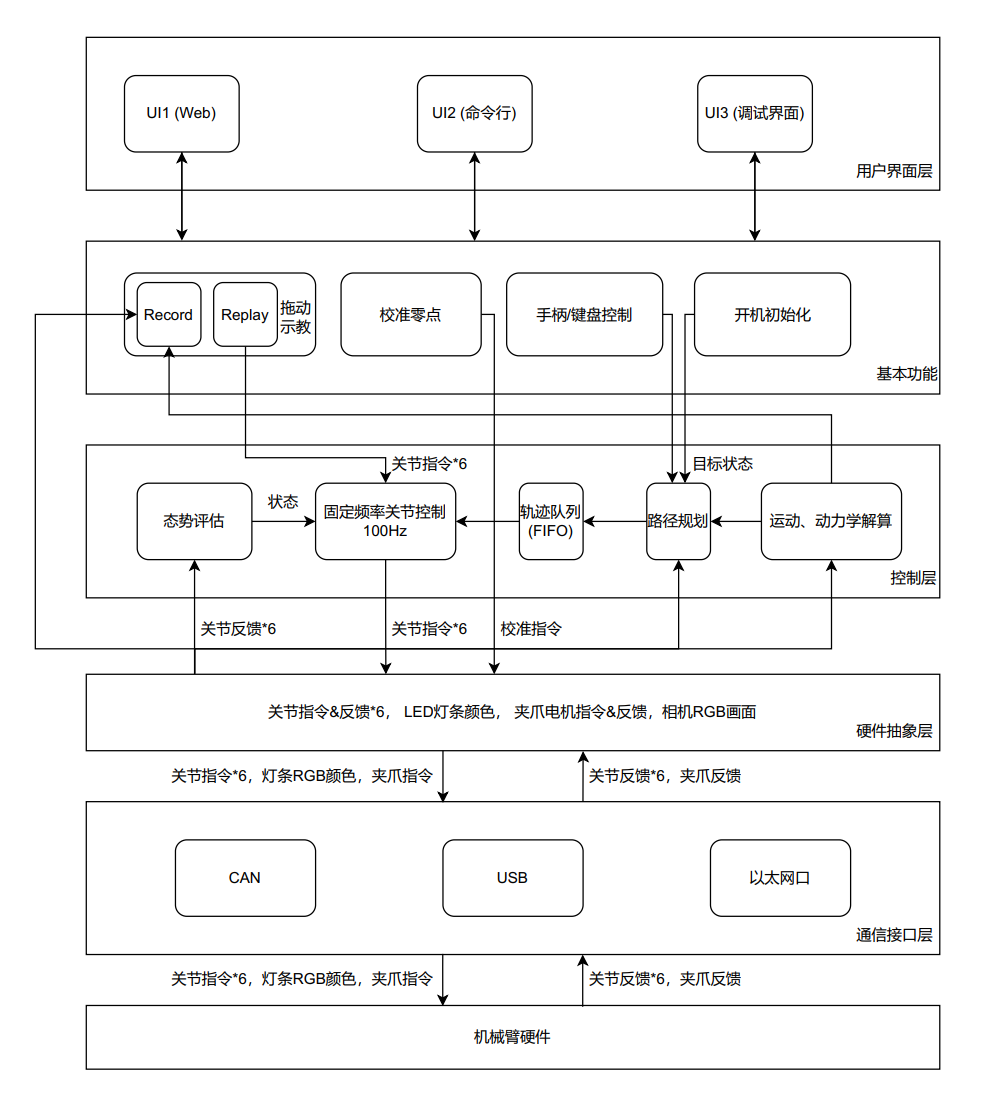 UI1 (Web)
UI2 (命令行)
UI3 (调试界面)
用户界面层
Record
Replay
拖动
示教
校准零点
手柄/键盘控制
开机初始化
基本功能
关节指令*6
目标状态
态势评估
状态
固定频率关节控制
100Hz
轨迹队列
(FIFO)
路径规划
运动、动力学解算
控制层
关节反馈*6
关节指令*6
校准指令
关节指令&反馈*6， LED灯条颜色， 夹爪电机指令&反馈，相机RGB画面
硬件抽象层
关节指令*6，灯条RGB颜色，夹爪指令
关节反馈*6，夹爪反馈
CAN
USB
以太网口
通信接口层
关节指令*6，灯条RGB颜色，夹爪指令
关节反馈*6，夹爪反馈
机械臂硬件